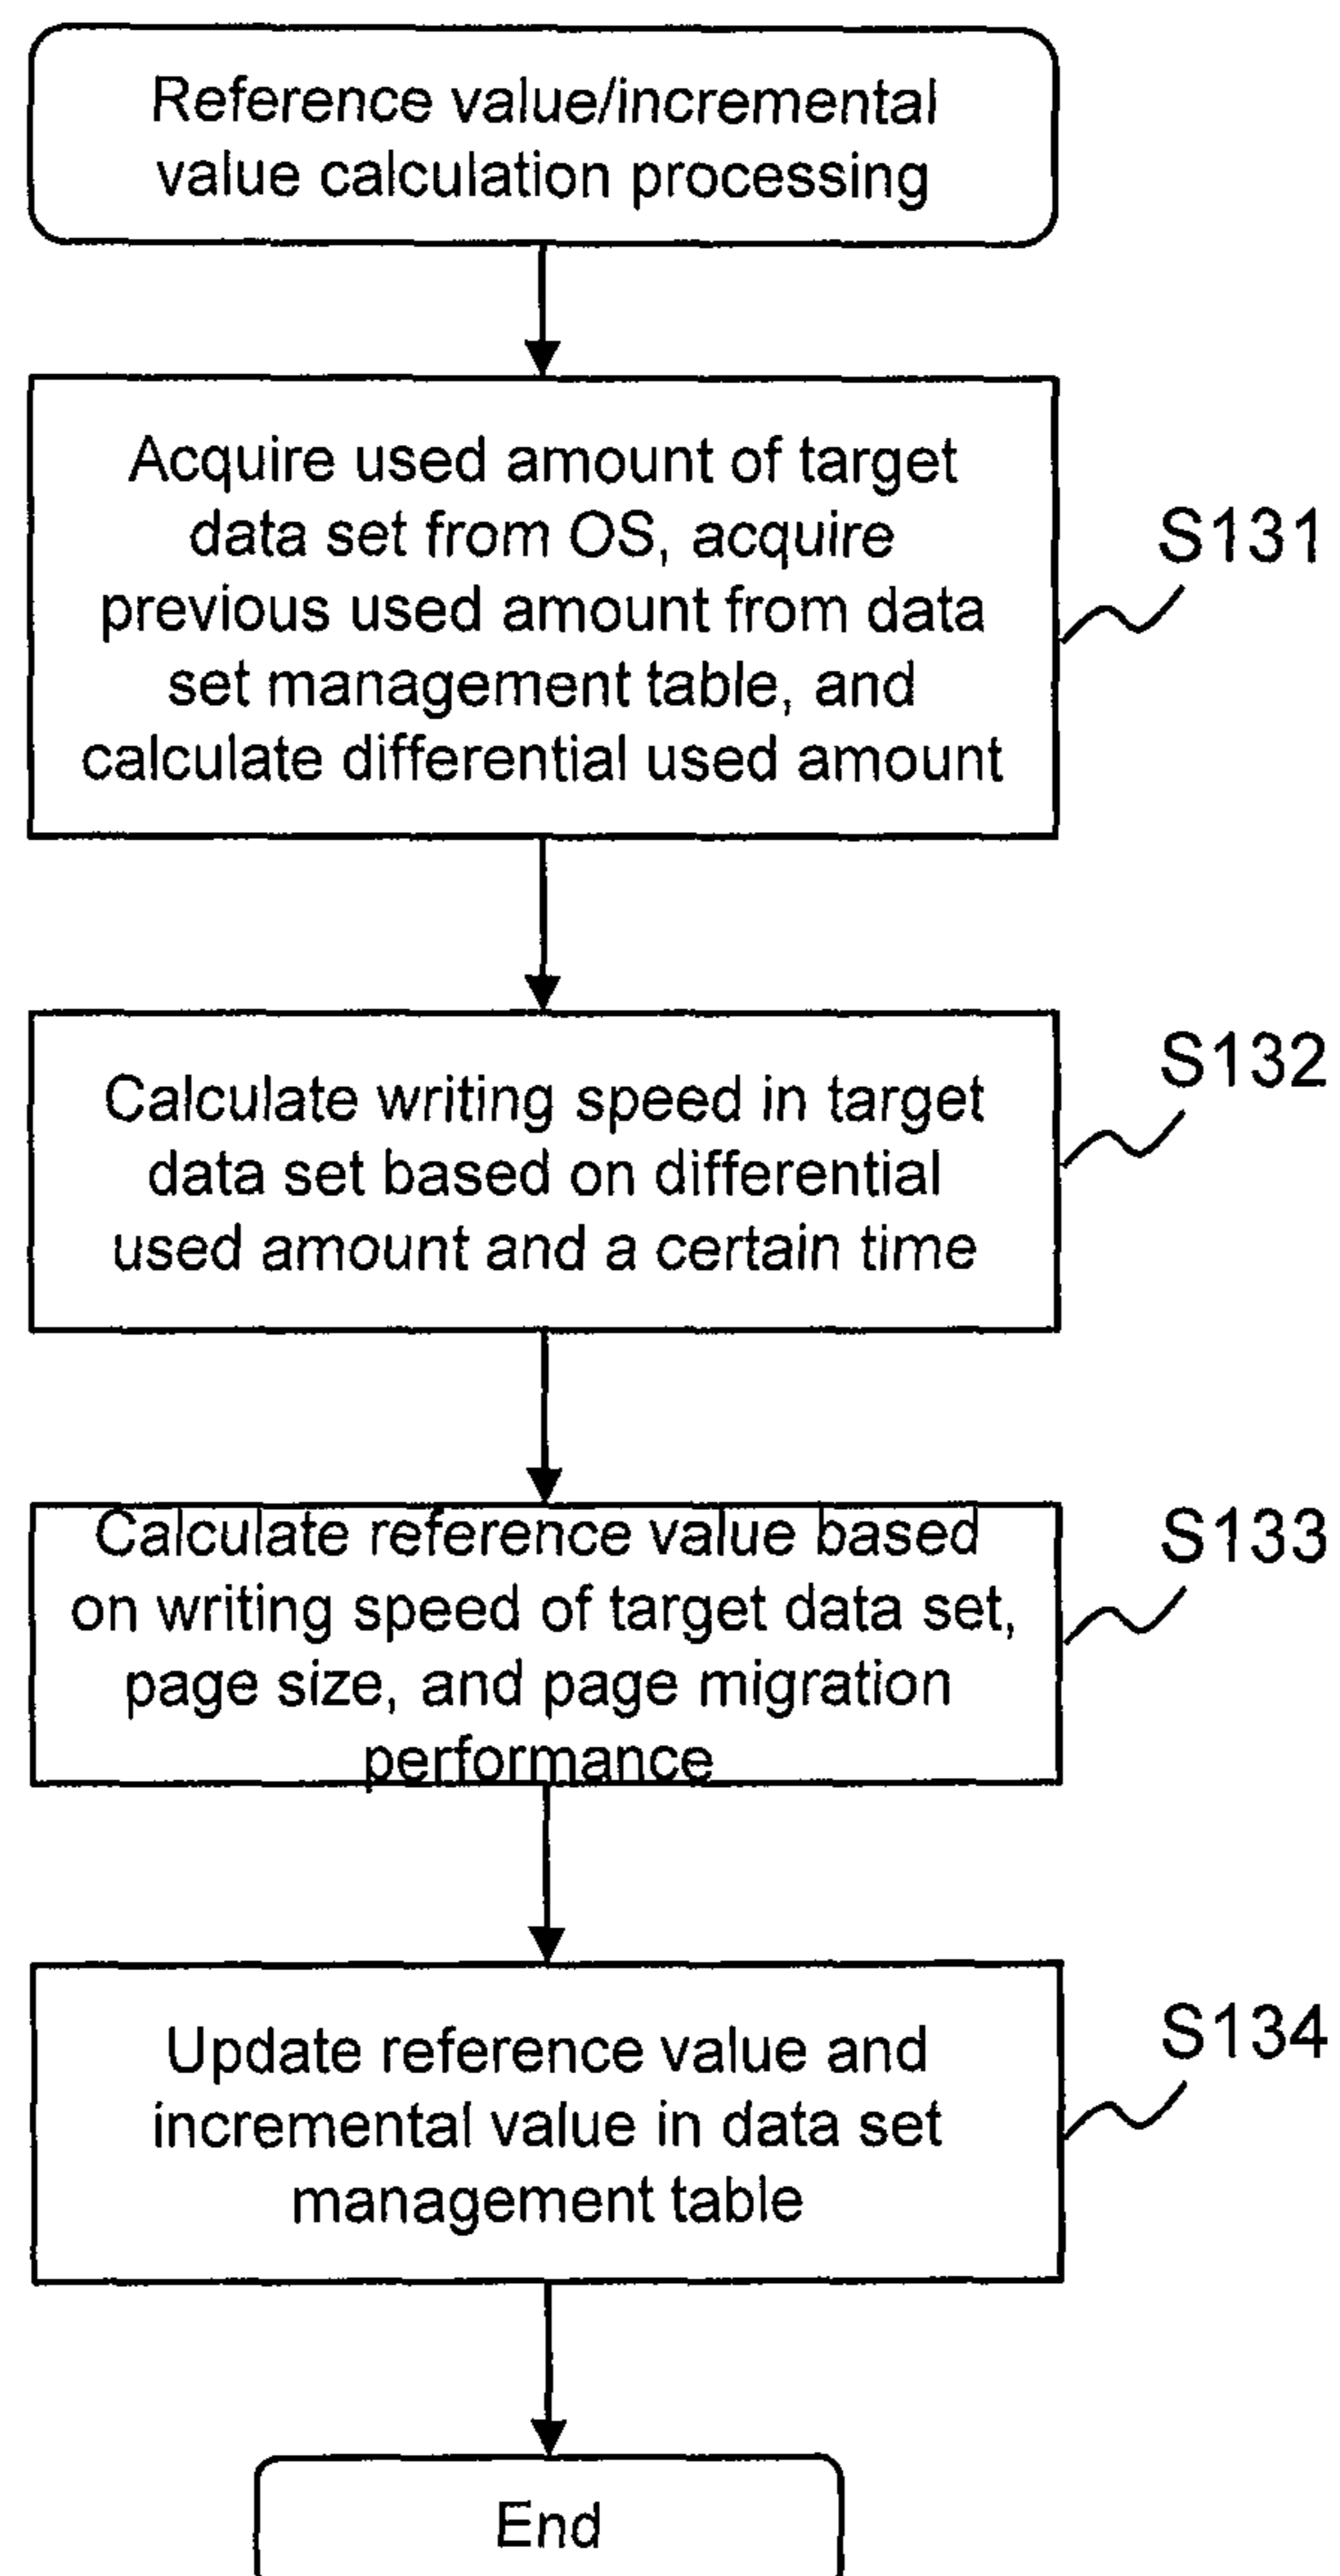 Reference value/incremental
value calculation processing
Acquire used amount of target
data set from OS, acquire
previous used amount from data
set management table, and
calculate differential used amount
S131
Calculate writing speed in target
data set based on differential
used amount and a certain time
S132
Calculate reference value based
on writing speed of target data set,
page size, and page migration
performance
S133
Update reference value and
incremental value in data set
management table
S134
End